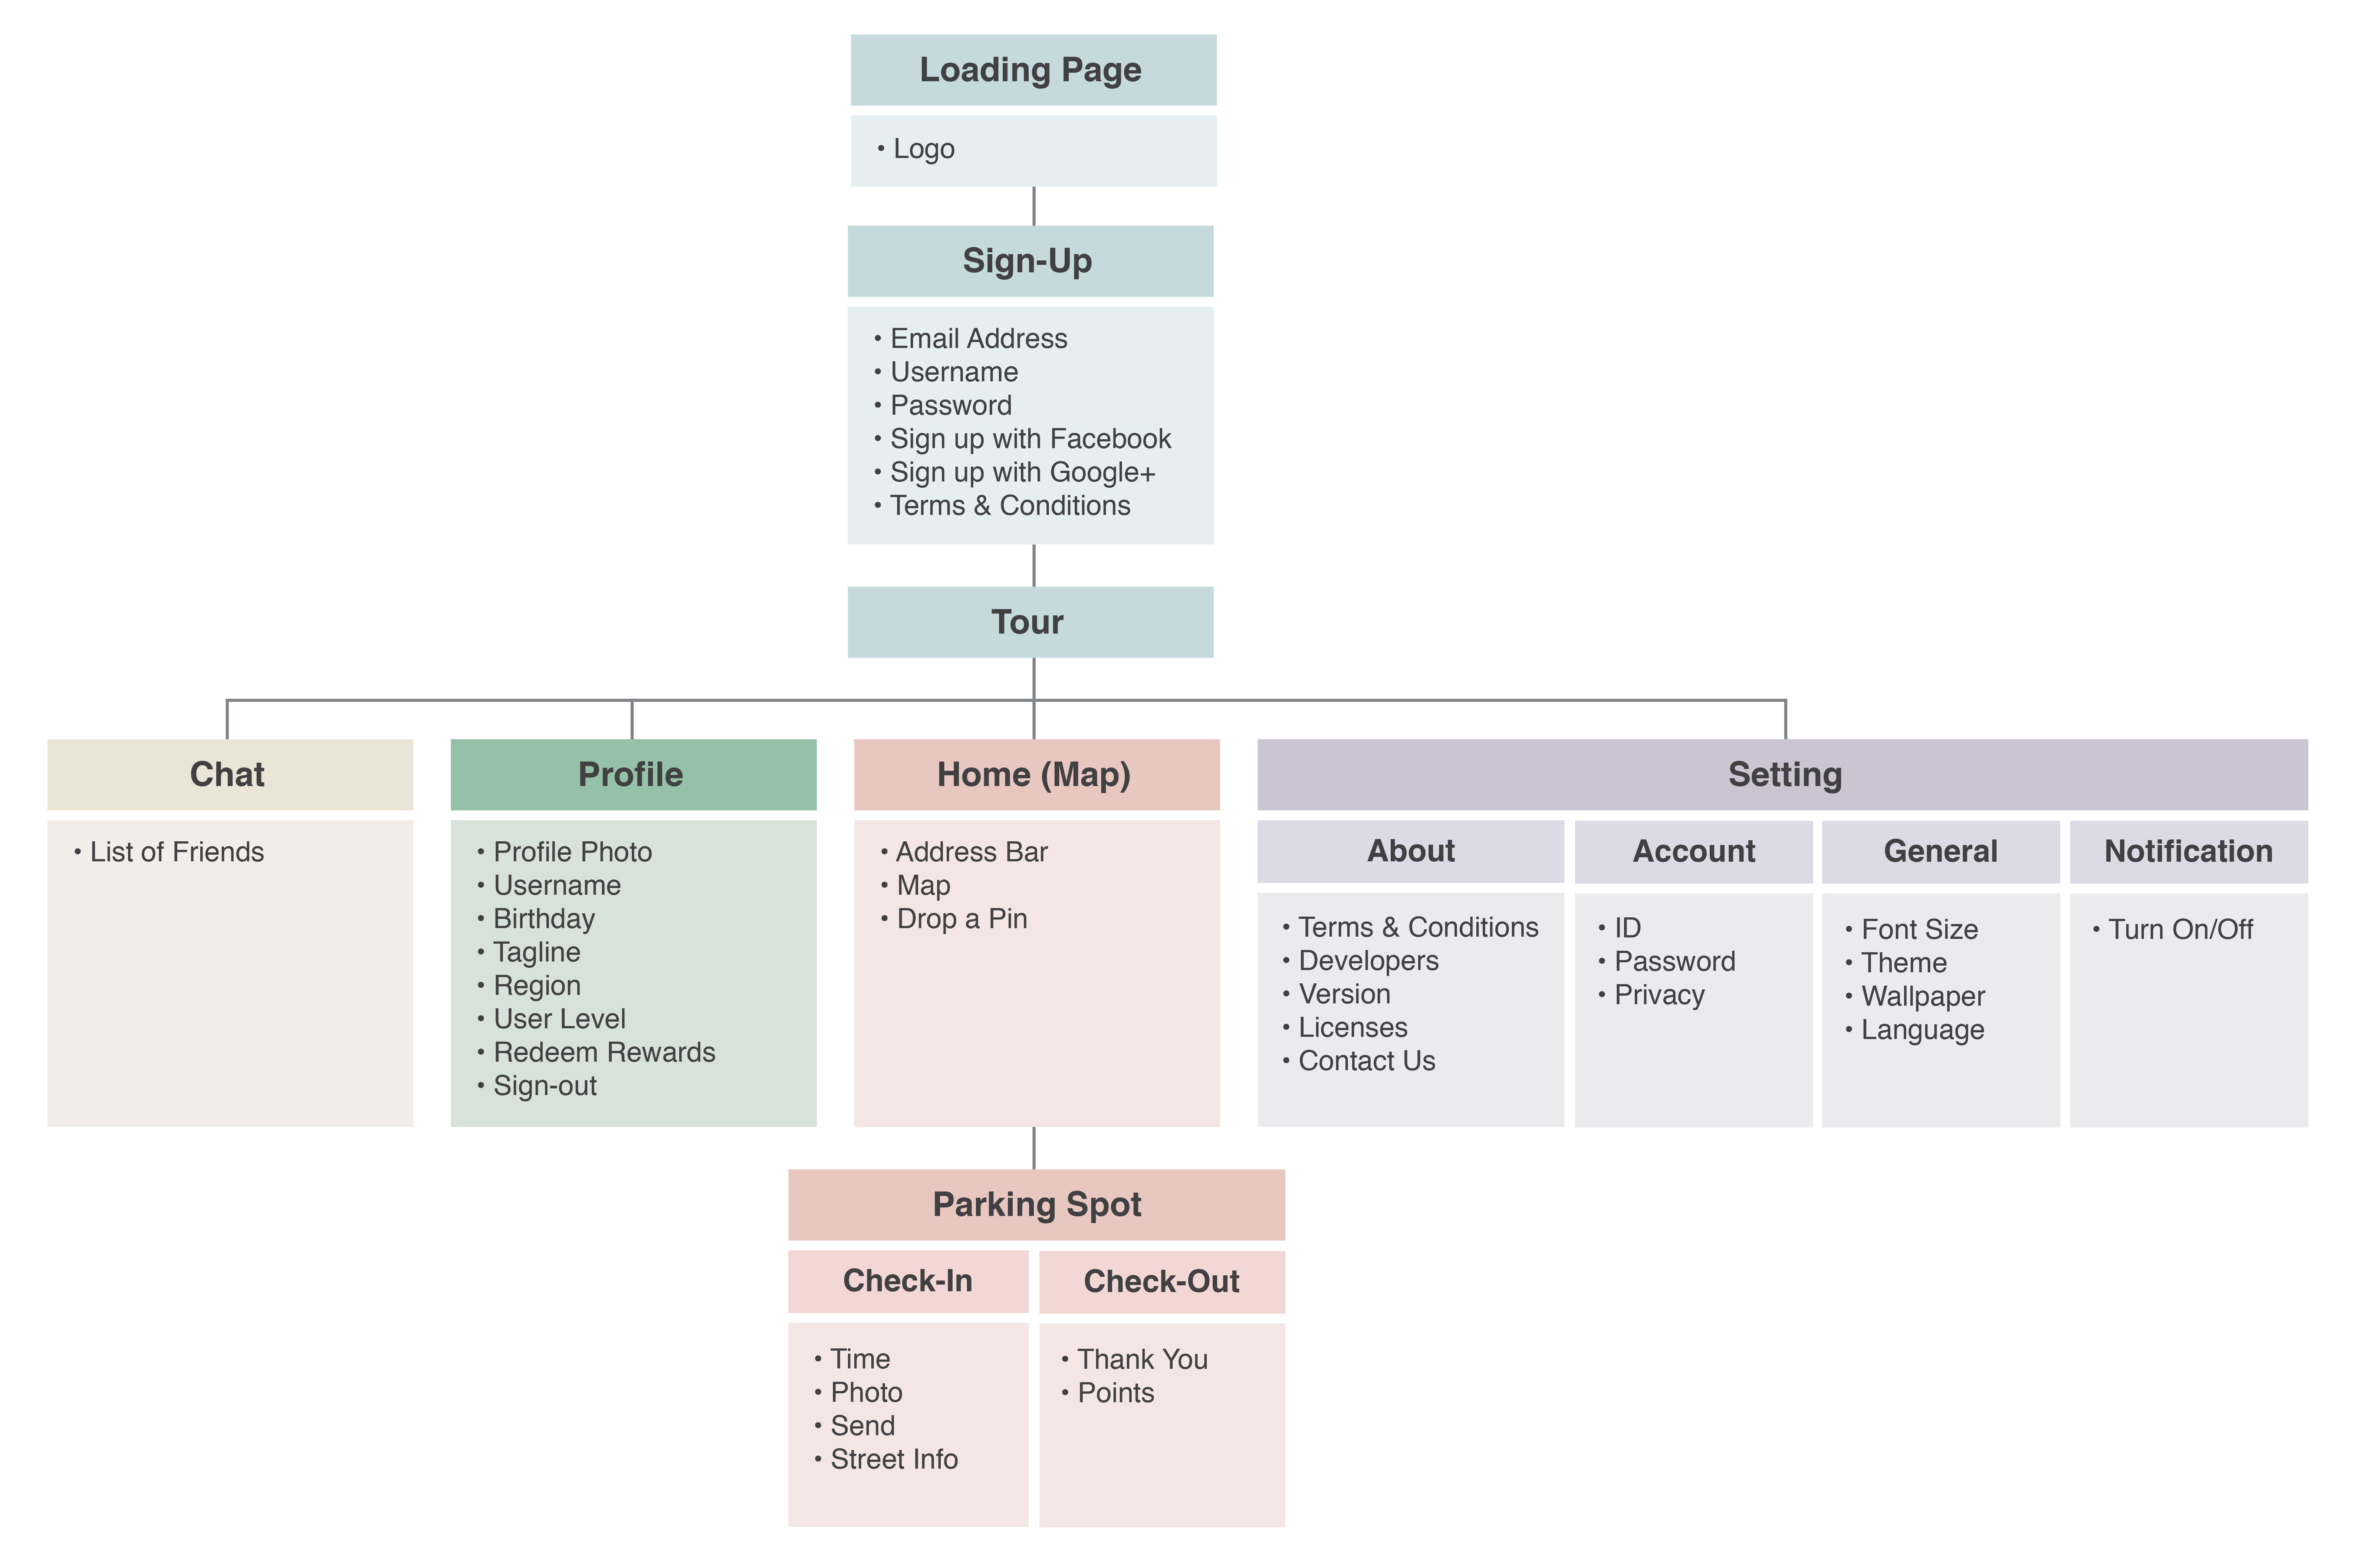 Loading Page
• Logo
Sign-Up
• Email Address
• Username
• Password
• Sign up with Facebook
• Sign up with Google+
• Terms & Conditions
Tour
Chat
• List of Friends
Profile
• Profile Photo
• Username
• Birthday
• Tagline
• Region
• User Level
• Redeem Rewards
• Sign-out
Home (Map)
• Address Bar
• Map
• Drop a Pin
Setting
About
• Terms & Conditions
• Developers
• Version
• Licenses
• Contact Us
Account
• ID
• Password
• Privacy
General
• Font Size
• Theme
• Wallpaper
• Language
Notification
• Turn On/Off
Parking Spot
Check-In
• Time
• Photo
• Send
• Street Info
Check-Out
• Thank You
• Points